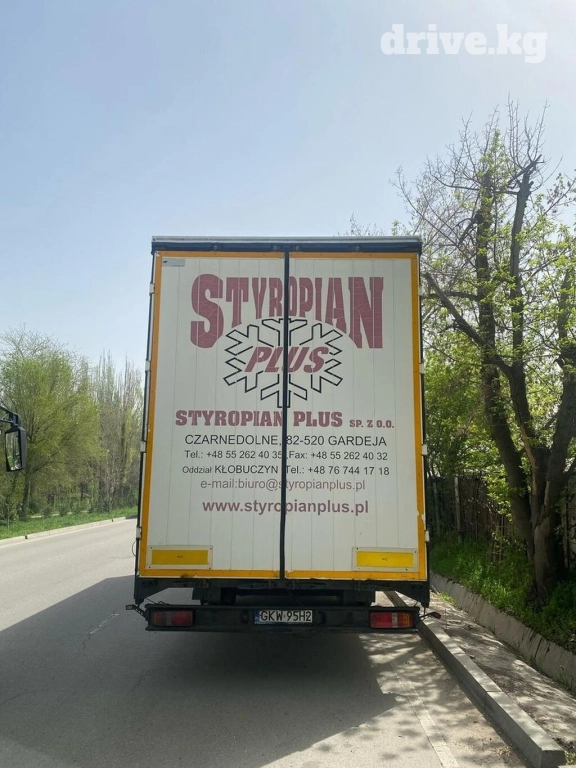 drive.kg
STYROPIAN
PLUS
STYROPIAN PLUS SP. Z O.O.
CZARNEDOLNE, 82-520 GARDEJA
Tel.: +48 55 262 40 35, Fax: +48 55 262 40 32
Oddział KŁOBUCZYN Tel.: +48 76 744 17 18
e-mail:biuro@styropianplus.pl
www.styropianplus.pl
GKW 95H2